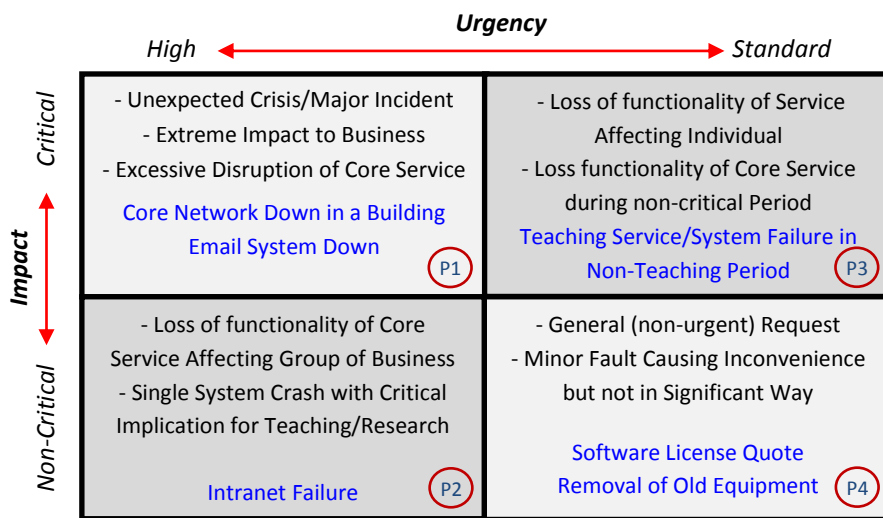 Urgency
High
Standard
Impact
Critical
Non-Critical
- Unexpected Crisis/Major Incident
- Extreme Impact to Business
- Excessive Disruption of Core Service
Core Network Down in a Building
Email System Down
P1
- Loss of functionality of Service
Affecting Individual
- Loss functionality of Core Service
during non-critical Period
Teaching Service/System Failure in
Non-Teaching Period
P3
- Loss of functionality of Core
Service Affecting Group of Business
- Single System Crash with Critical
Implication for Teaching/Research
Intranet Failure
P2
- General (non-urgent) Request
- Minor Fault Causing Inconvenience
but not in Significant Way
Software License Quote
Removal of Old Equipment
P4